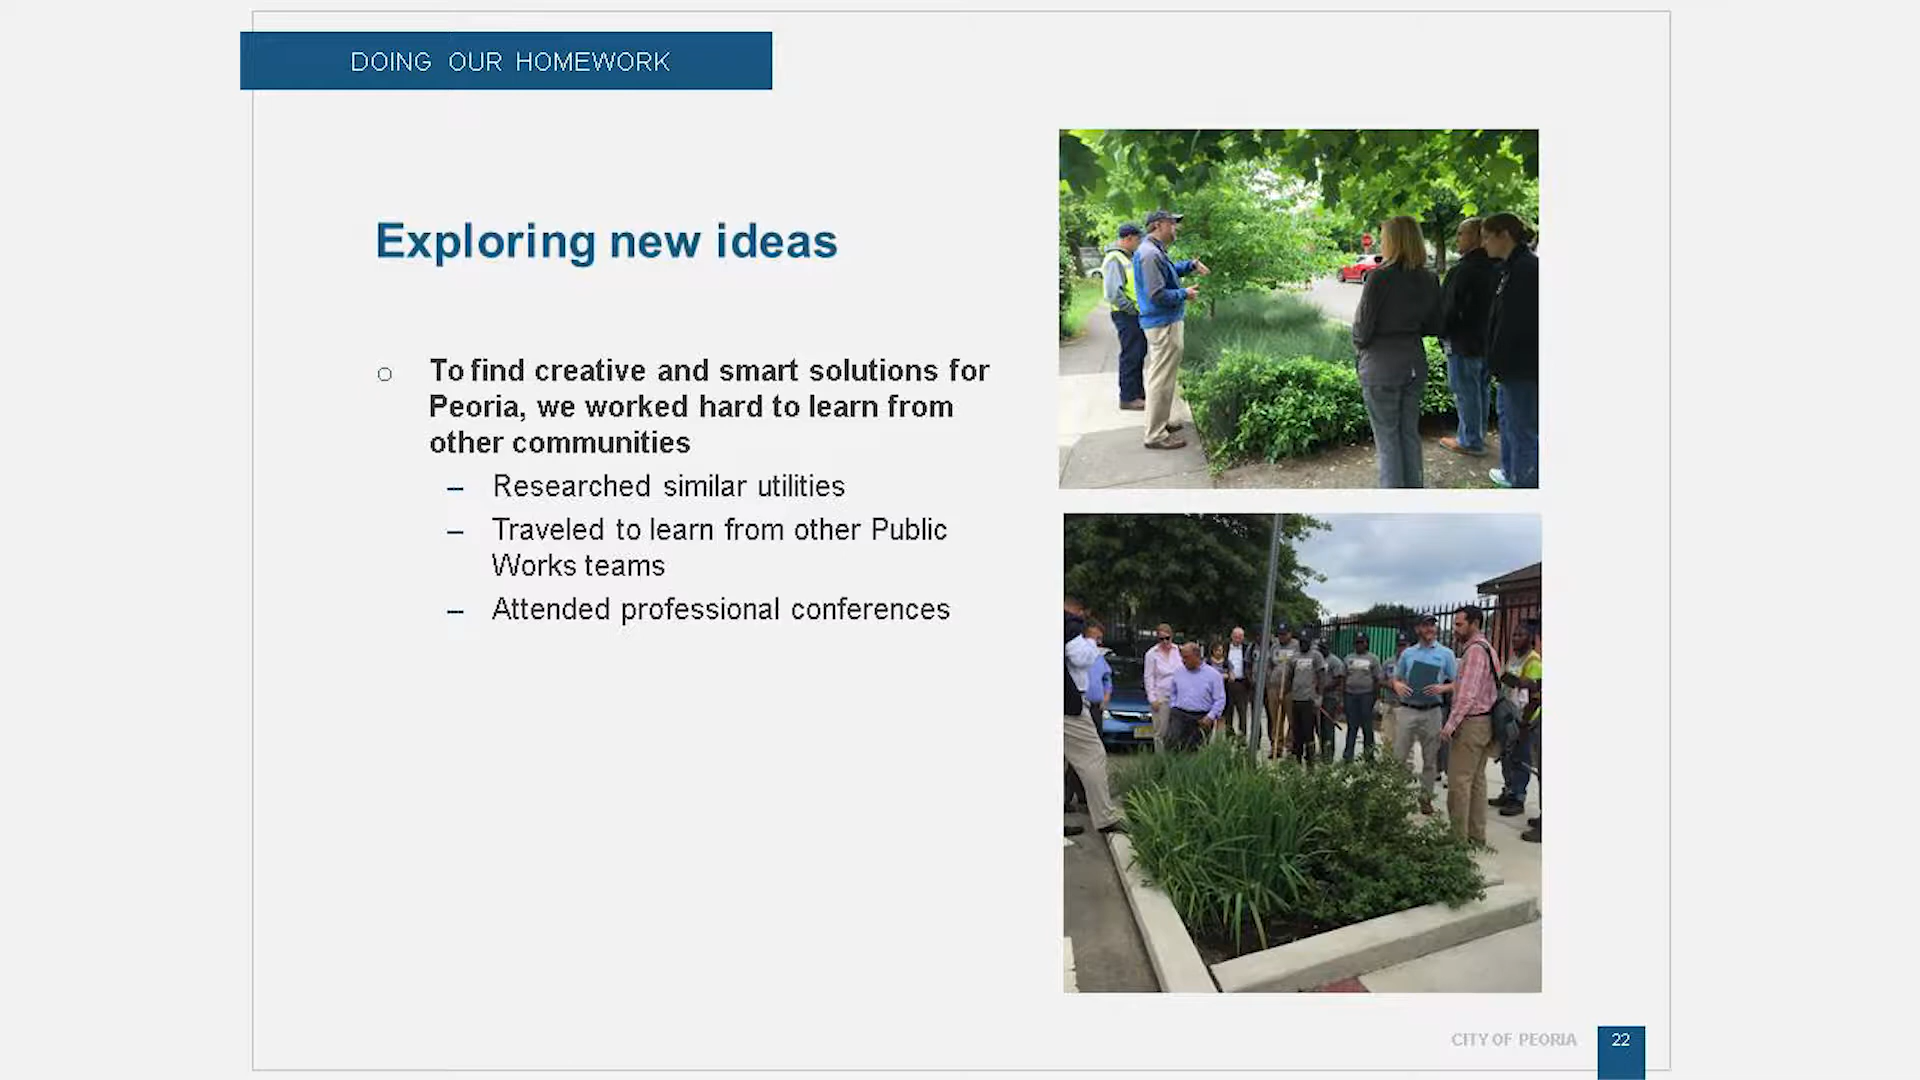 DOING OUR HOMEWORK
Exploring new ideas
To find creative and smart solutions for
Peoria, we worked hard to learn from
other communities
– Researched similar utilities
– Traveled to learn from other Public
Works teams
– Attended professional conferences
CITY OF PEORIA 22